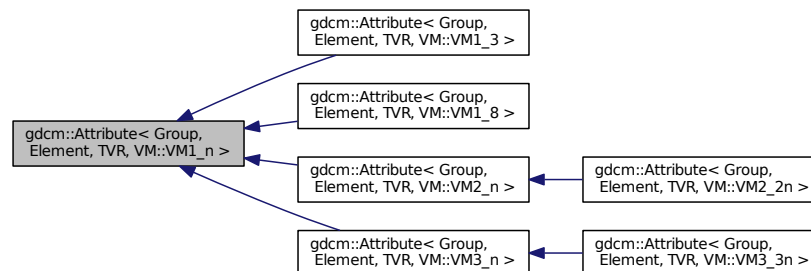 gdcm::Attribute< Group,
Element, TVR, VM::VM1_3 >
gdcm::Attribute< Group,
Element, TVR, VM::VM1_8 >
gdcm::Attribute< Group,
Element, TVR, VM::VM1_n >
gdcm::Attribute< Group,
Element, TVR, VM::VM2_n >
gdcm::Attribute< Group,
Element, TVR, VM::VM2_2n >
gdcm::Attribute< Group,
Element, TVR, VM::VM3_n >
gdcm::Attribute< Group,
Element, TVR, VM::VM3_3n >